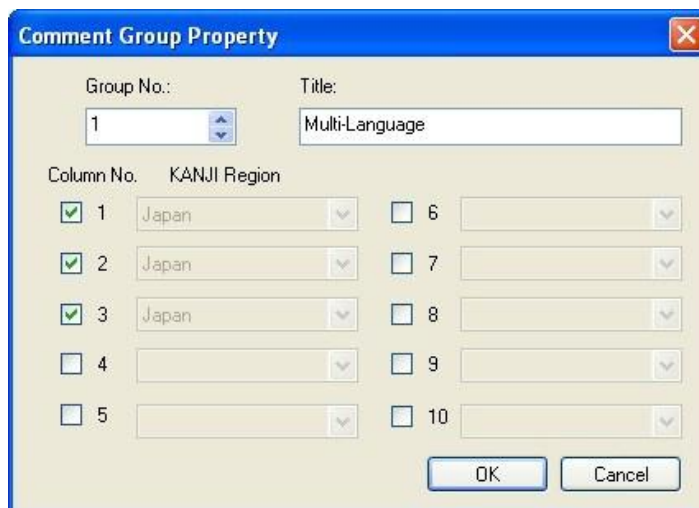 Comment Group Property
Group No.: Title:
1 Multi-Language
Column No. KANJI Region
1 Japan 6
2 Japan 7
3 Japan 8
4 9
5 10
OK Cancel